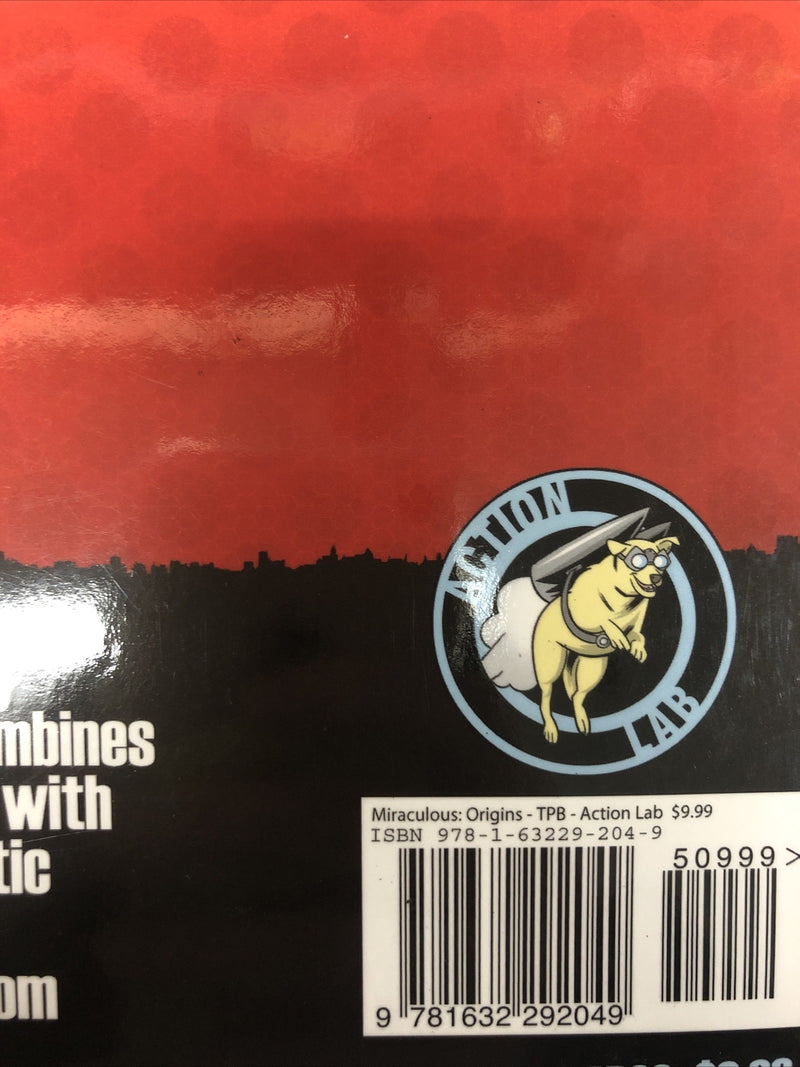 ACTION
LAB
mbines
with
tic
om
Miraculous: Origins - TPB - Action Lab $9.99
ISBN 978-1-63229-204-9
50999>
9 781632 292049